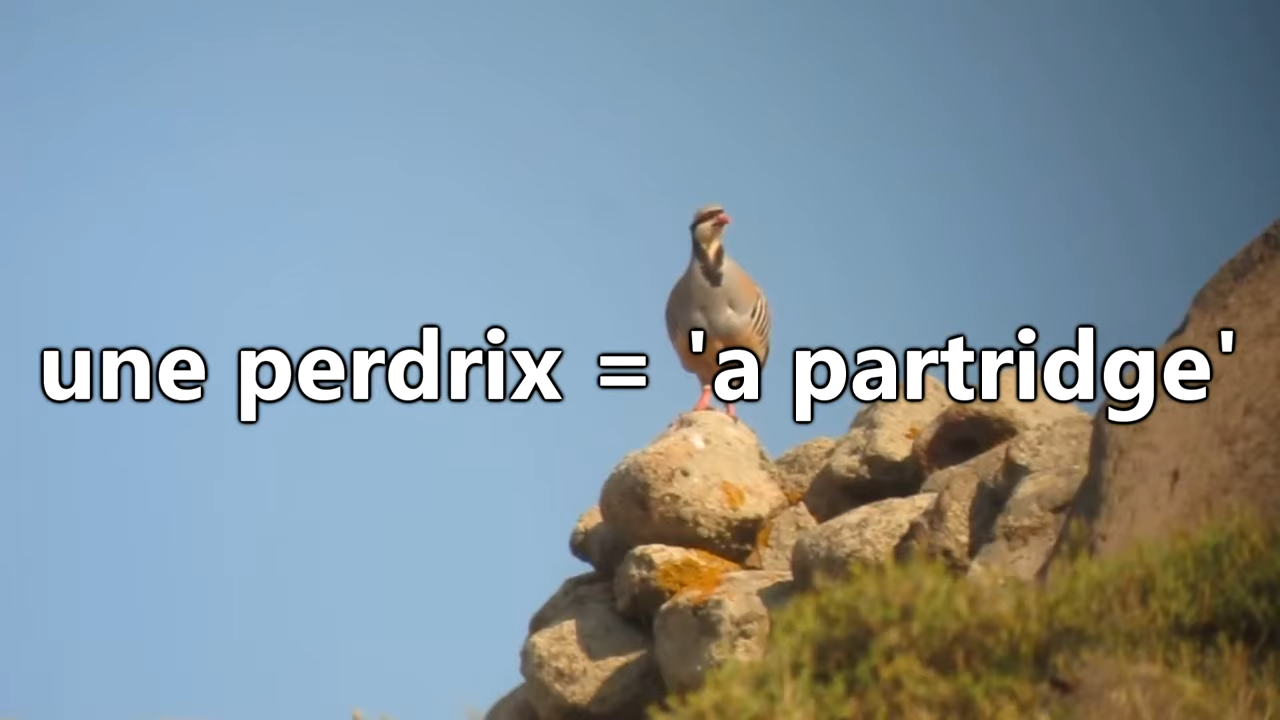 une perdrix = 'a partridge'